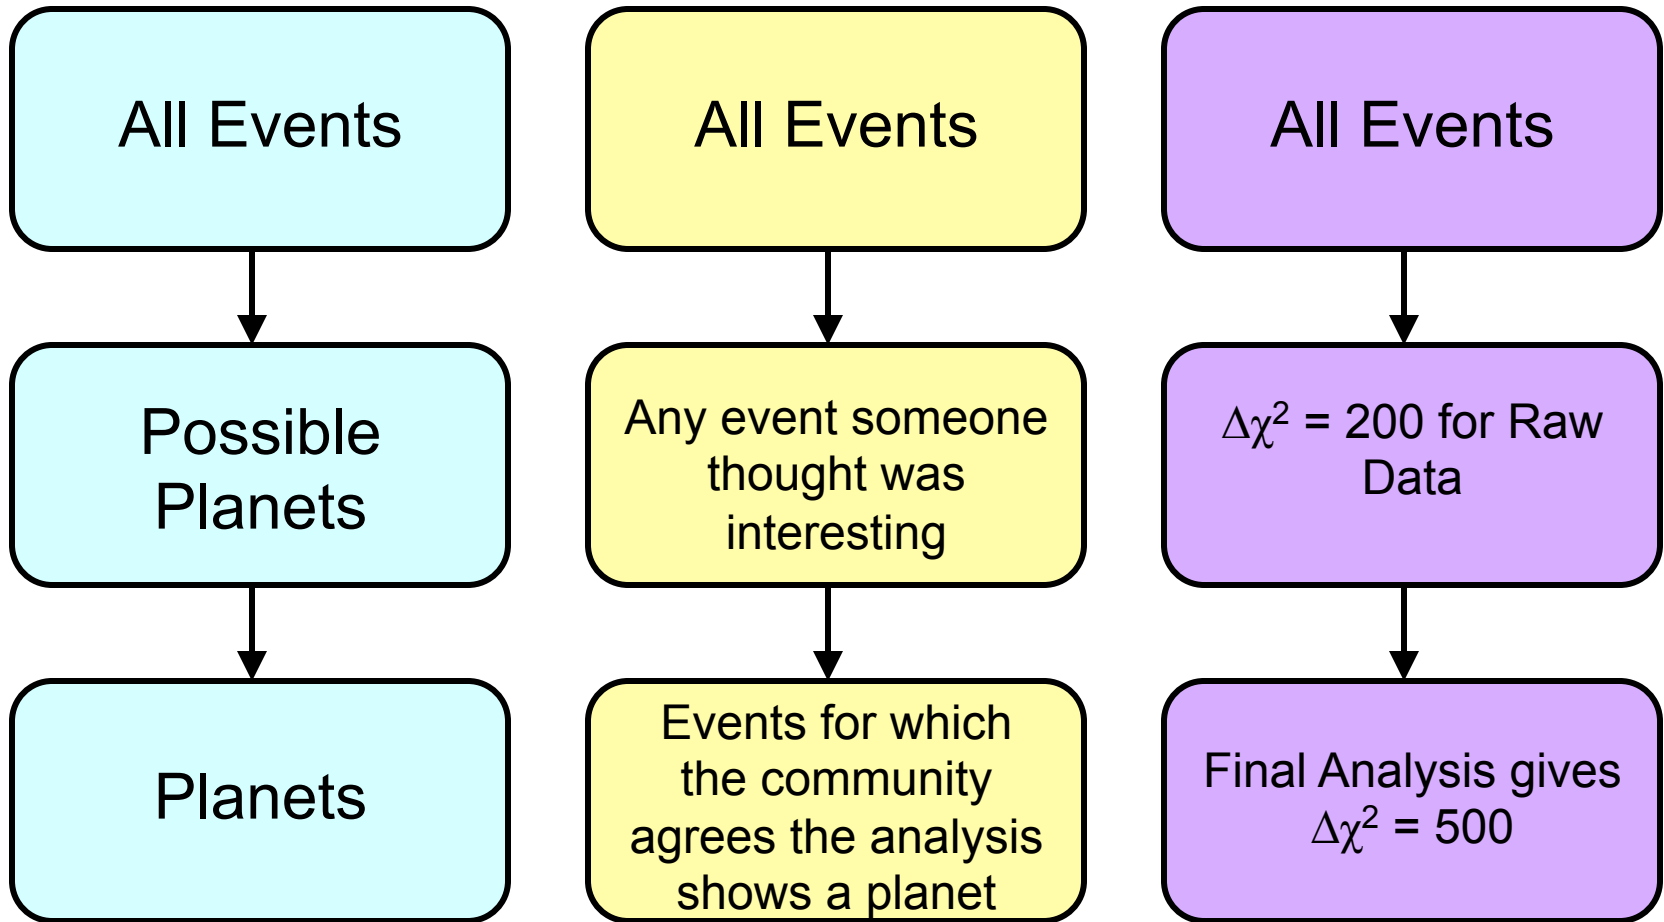 All Events
Possible
Planets
Planets
All Events
Any event someone
thought was
interesting
Events for which
the community
agrees the analysis
shows a planet
All Events
Δχ² = 200 for Raw
Data
Final Analysis gives
Δχ² = 500